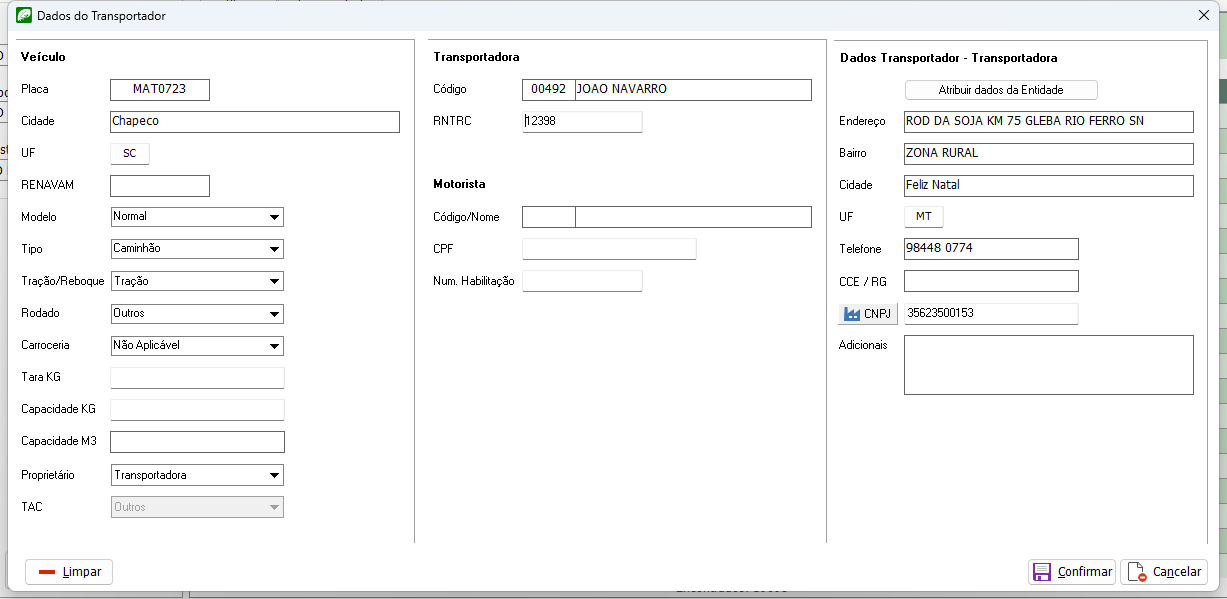 Dados do Transportador
Veículo
Placa MAT0723
Cidade Chapeco
UF SC
RENAVAM
Modelo Normal
Tipo Caminhão
Tração/Reboque Tração
Rodado Outros
Carroceria Não Aplicável
Tara KG
Capacidade KG
Capacidade M3
Proprietário Transportadora
TAC Outros
Transportadora
Código 00492 JOAO NAVARRO
RNTRC 12398
Motorista
Código/Nome
CPF
Num. Habilitação
Dados Transportador - Transportadora
Atribuir dados da Entidade
Endereço ROD DA SOJA KM 75 GLEBA RIO FERRO SN
Bairro ZONA RURAL
Cidade Feliz Natal
UF MT
Telefone 98448 0774
CCE / RG
CNPJ 35623500153
Adicionais
Limpar
Confirmar
Cancelar